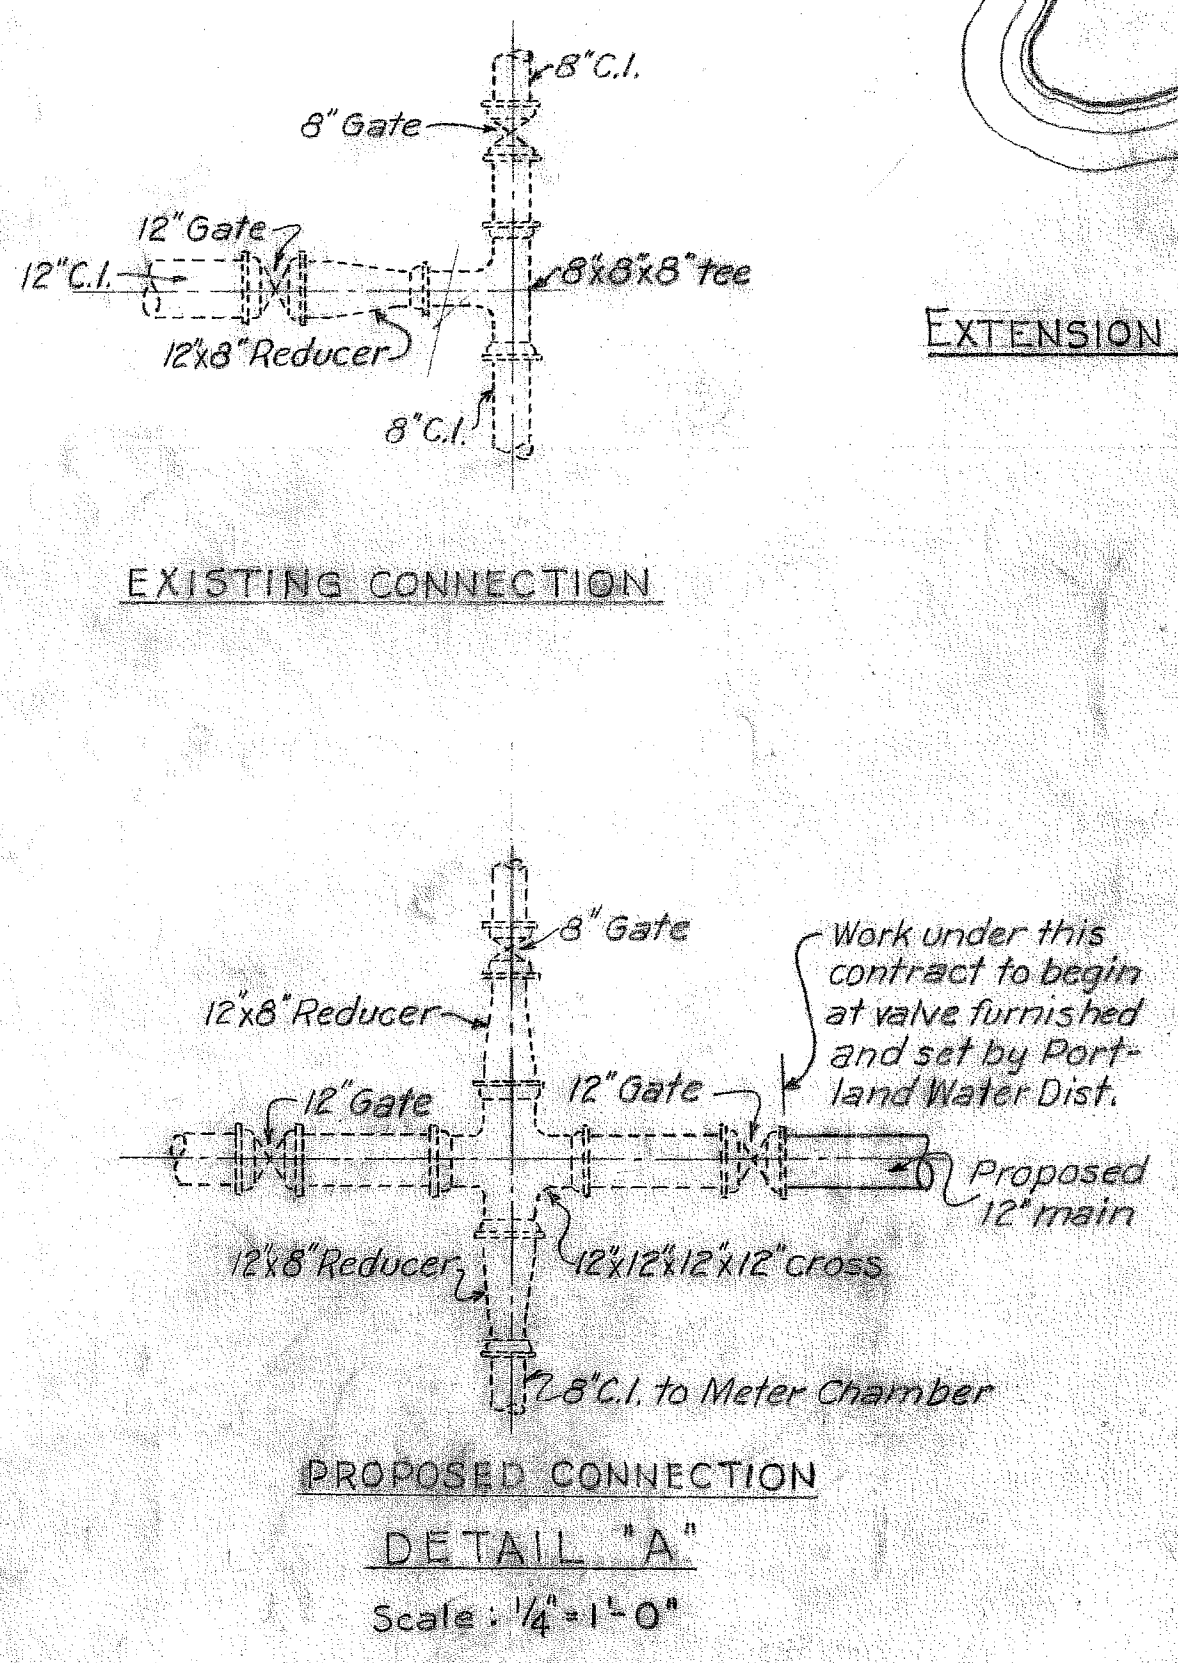 8" C.I.
8" Gate
12" Gate
12" C.I.
8"x8"x8" tee
12"x8" Reducer
8" C.I.
EXTENSION
EXISTING CONNECTION
8" Gate
12"x8" Reducer
12" Gate
12" Gate
Work under this
contract to begin
at valve furnished
and set by Port-
land Water Dist.
Proposed
12" main
12"x8" Reducer
12"x12"x12"x12" cross
8" C.I. to Meter Chamber
PROPOSED CONNECTION
DETAIL "A"
Scale: 1/4" = 1'-0"